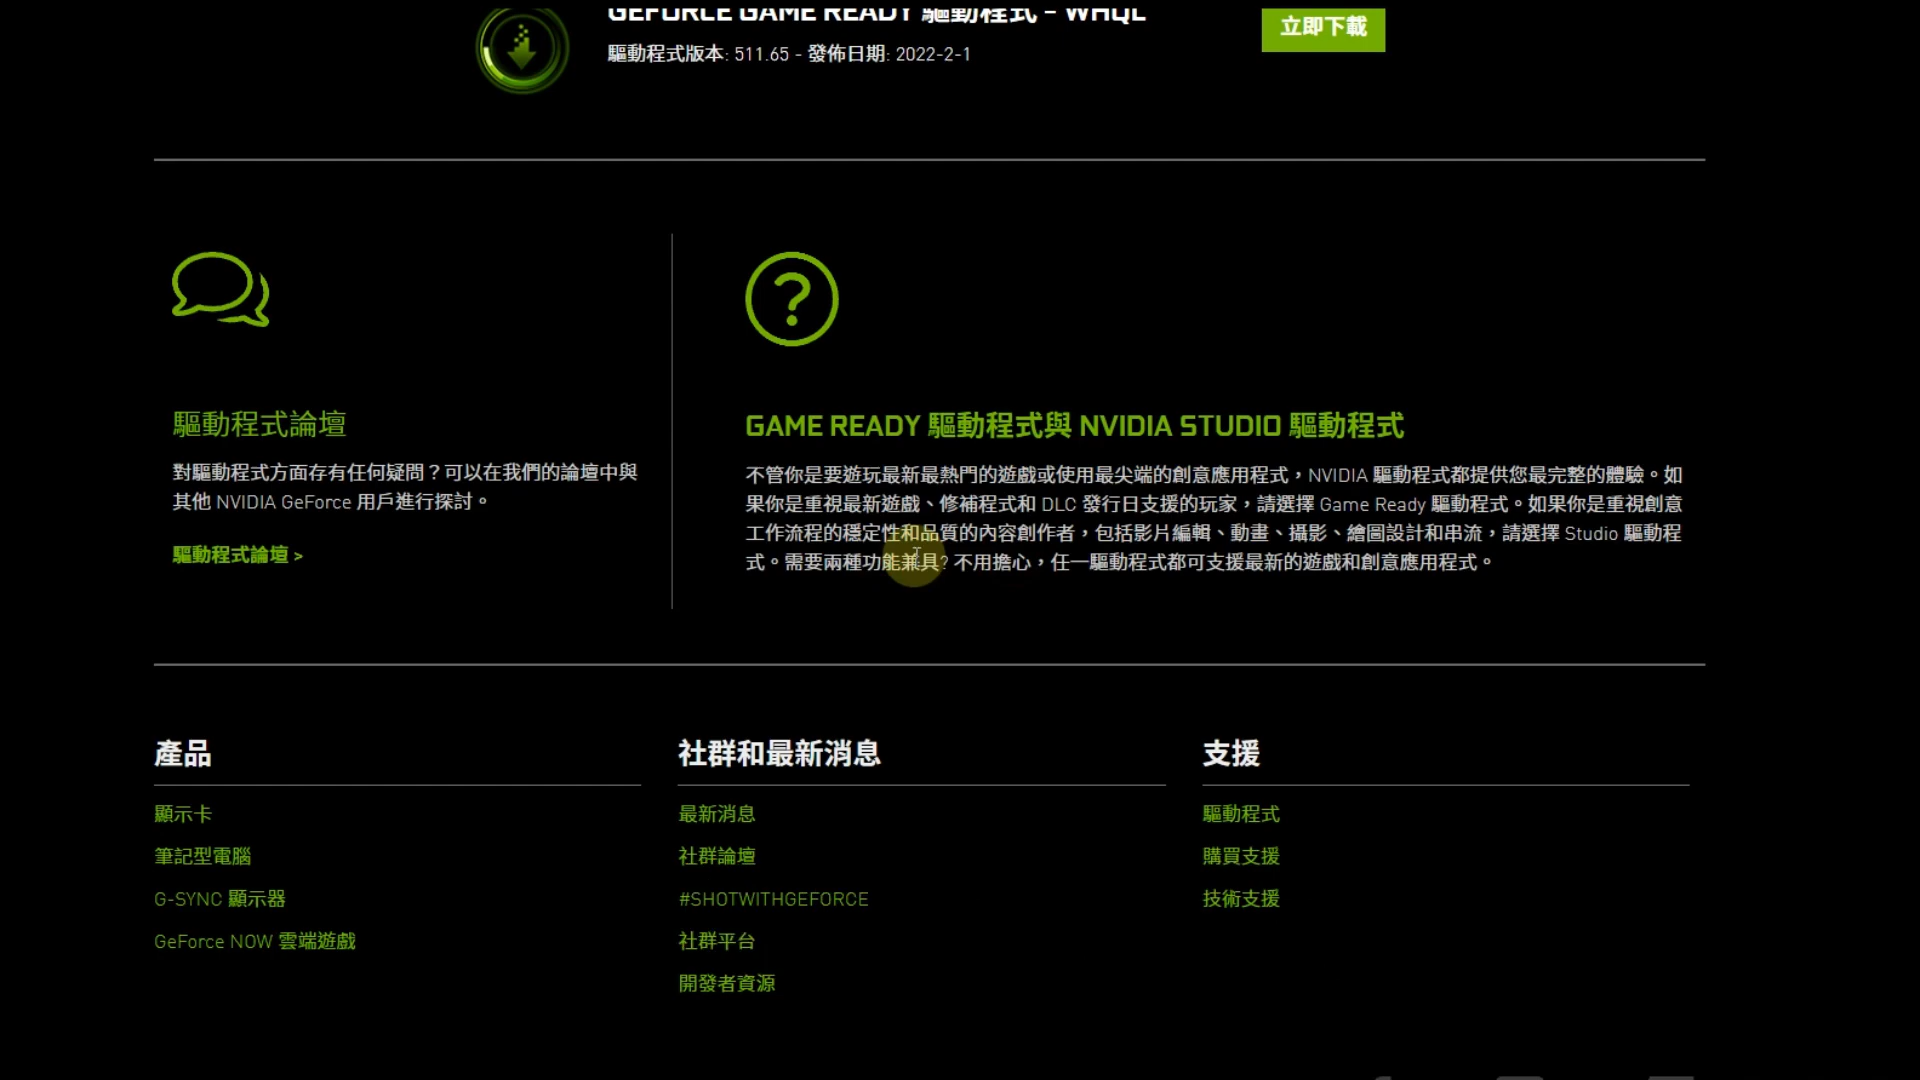 GEFORCE GAME READY 驅動程式 – WHQL
驅動程式版本: 511.65 - 發佈日期: 2022-2-1
立即下載
驅動程式論壇
對驅動程式方面存有任何疑問？可以在我們的論壇中與
其他 NVIDIA GeForce 用戶進行探討。
驅動程式論壇 >
GAME READY 驅動程式與 NVIDIA STUDIO 驅動程式
不管你是要遊玩最新最熱門的遊戲或使用最尖端的創意應用程式，NVIDIA 驅動程式都提供您最完整的體驗。如
果你是重視最新遊戲、修補程式和 DLC 發行日支援的玩家，請選擇 Game Ready 驅動程式。如果你是重視創意
工作流程的穩定性和品質的內容創作者，包括影片編輯、動畫、攝影、繪圖設計和串流，請選擇 Studio 驅動程
式。需要兩種功能兼具? 不用擔心，任一驅動程式都可支援最新的遊戲和創意應用程式。
產品
顯示卡
筆記型電腦
G-SYNC 顯示器
GeForce NOW 雲端遊戲
社群和最新消息
最新消息
社群論壇
#SHOTWITHGEFORCE
社群平台
開發者資源
支援
驅動程式
購買支援
技術支援